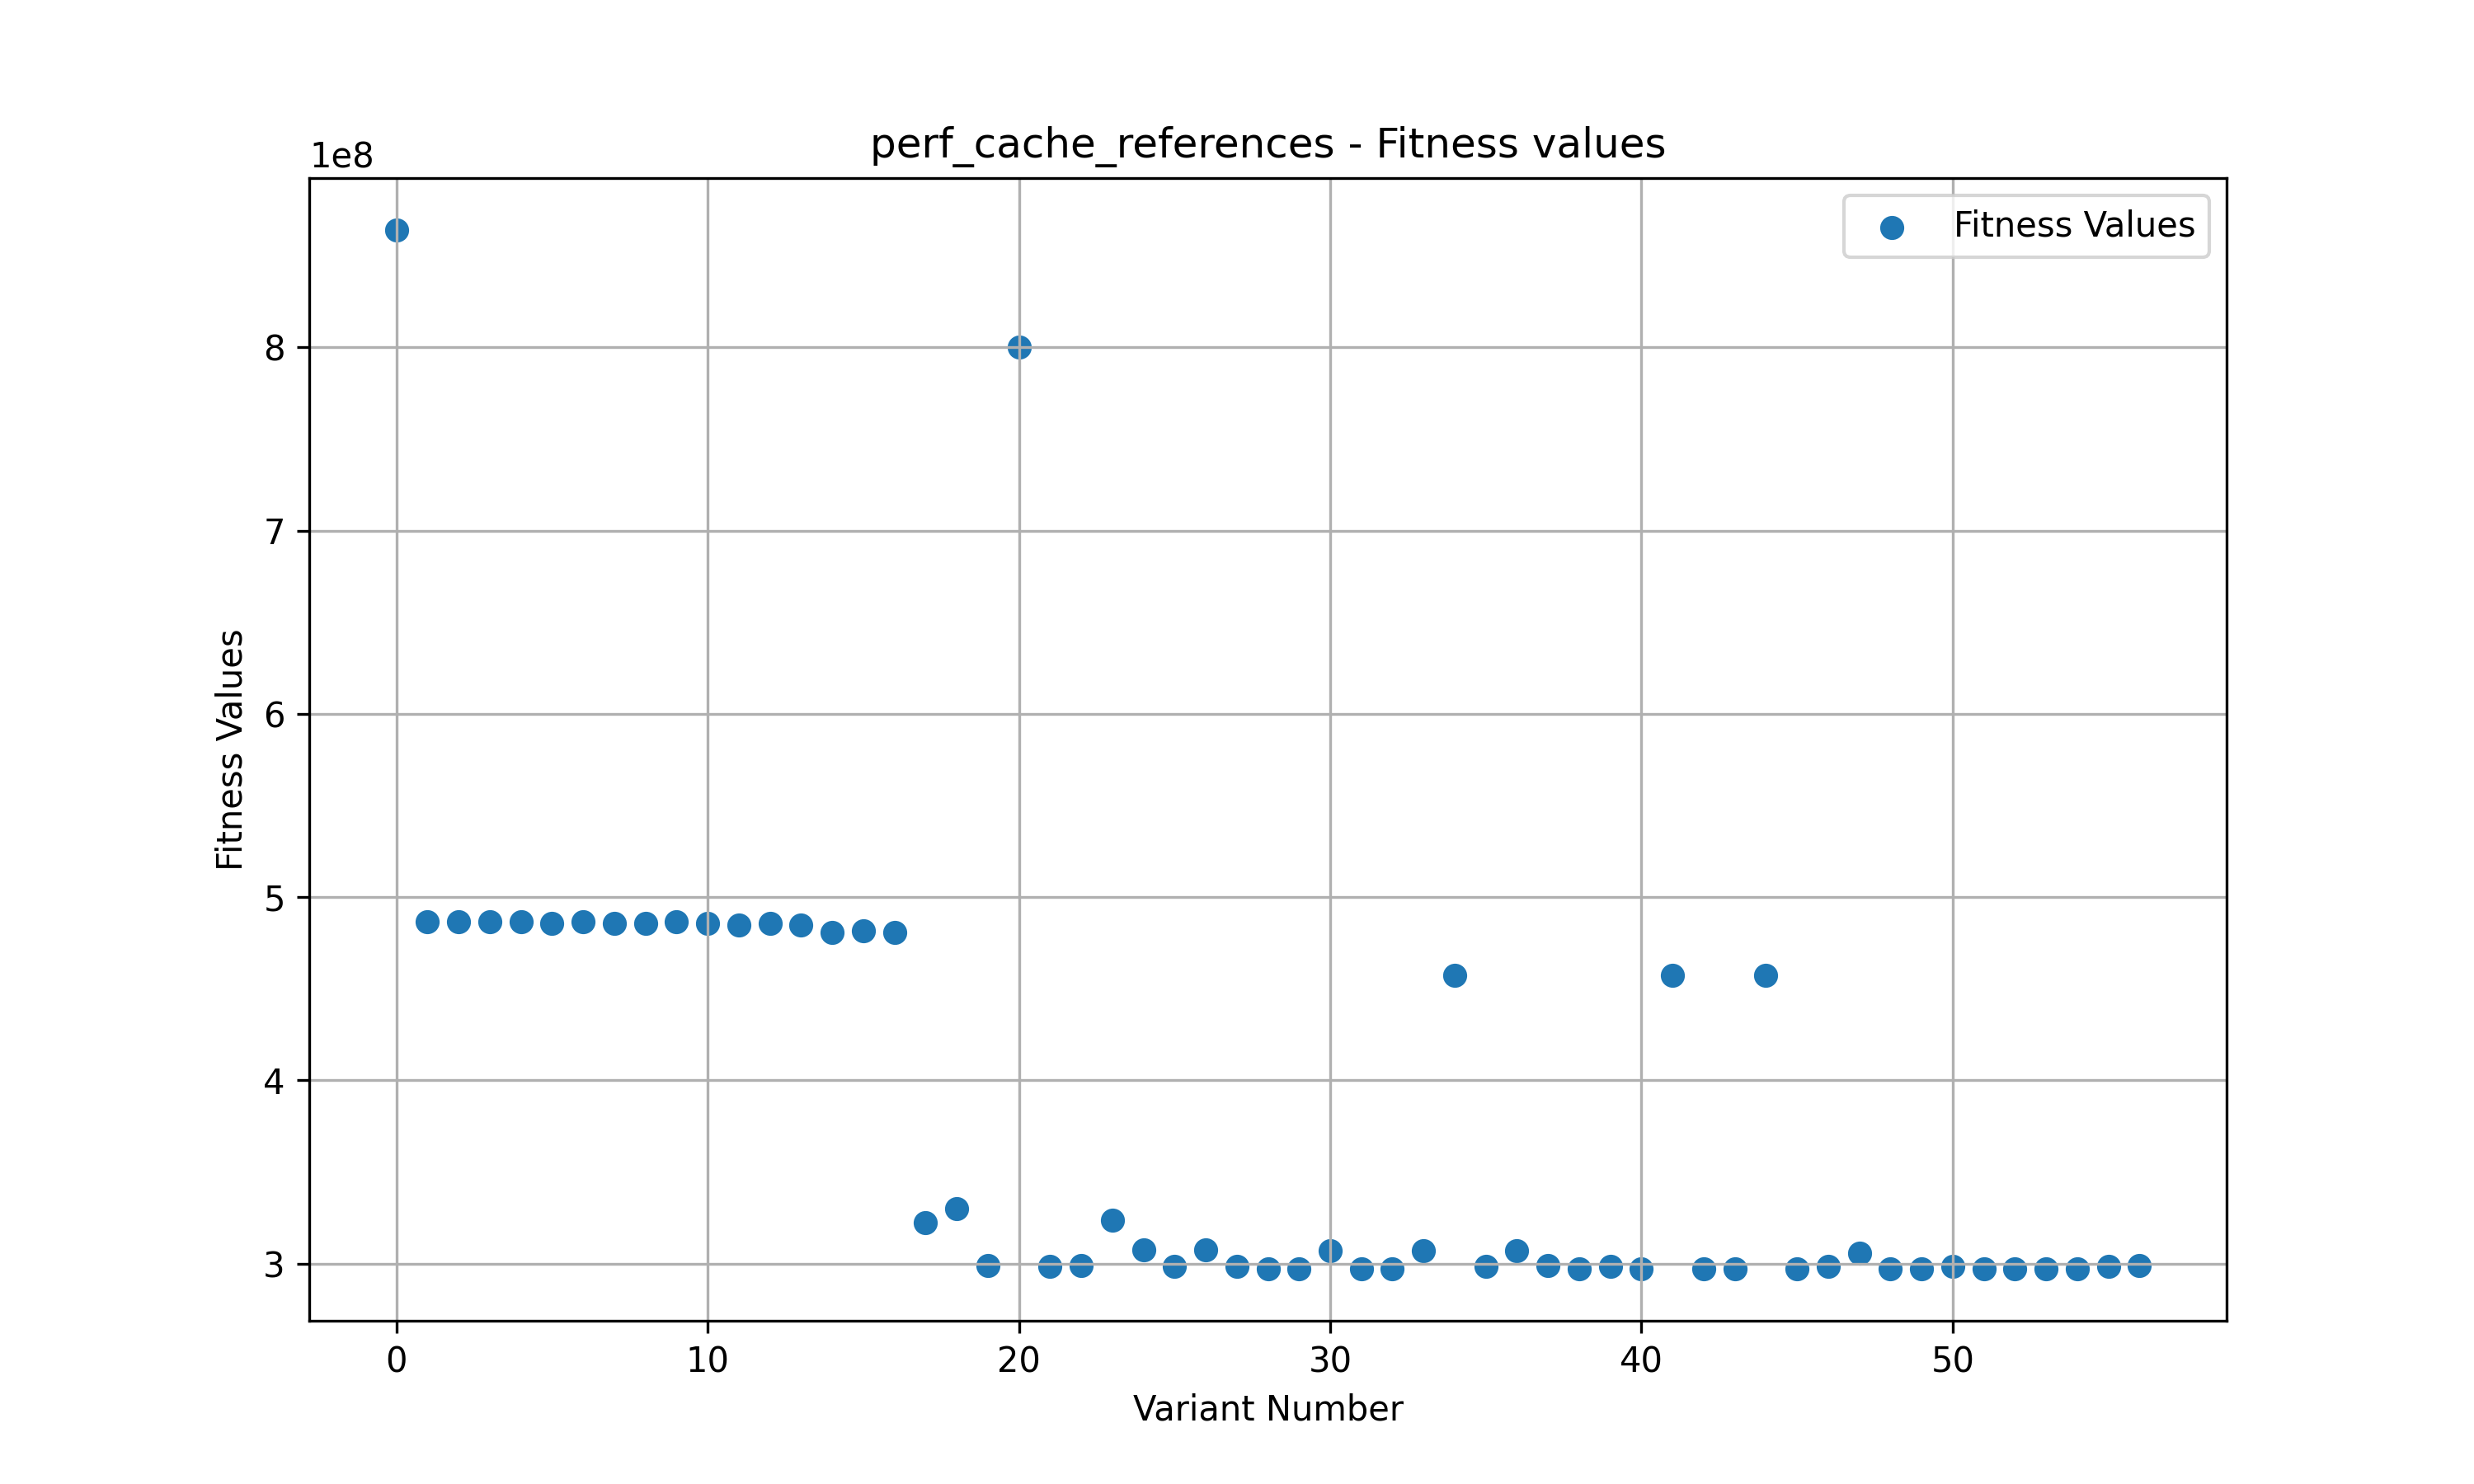 perf_cache_references - Fitness values
1e8
Fitness Values
8
7
6
5
4
3
Fitness Values
0 10 20 30 40 50
Variant Number